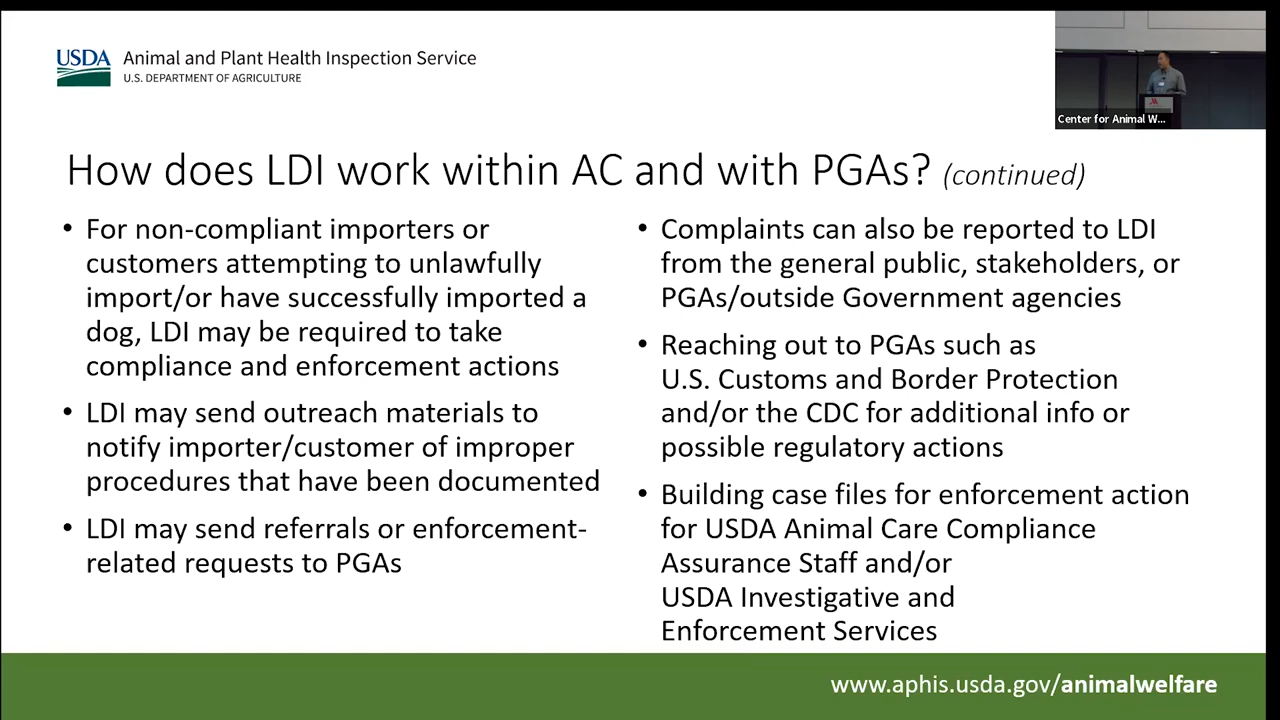 USDA
Animal and Plant Health Inspection Service
U.S. DEPARTMENT OF AGRICULTURE
Center for Animal W...
How does LDI work within AC and with PGAs? (continued)
• For non-compliant importers or
customers attempting to unlawfully
import/or have successfully imported a
dog, LDI may be required to take
compliance and enforcement actions
• LDI may send outreach materials to
notify importer/customer of improper
procedures that have been documented
• LDI may send referrals or enforcement-
related requests to PGAs
• Complaints can also be reported to LDI
from the general public, stakeholders, or
PGAs/outside Government agencies
• Reaching out to PGAs such as
U.S. Customs and Border Protection
and/or the CDC for additional info or
possible regulatory actions
• Building case files for enforcement action
for USDA Animal Care Compliance
Assurance Staff and/or
USDA Investigative and
Enforcement Services
www.aphis.usda.gov/animalwelfare